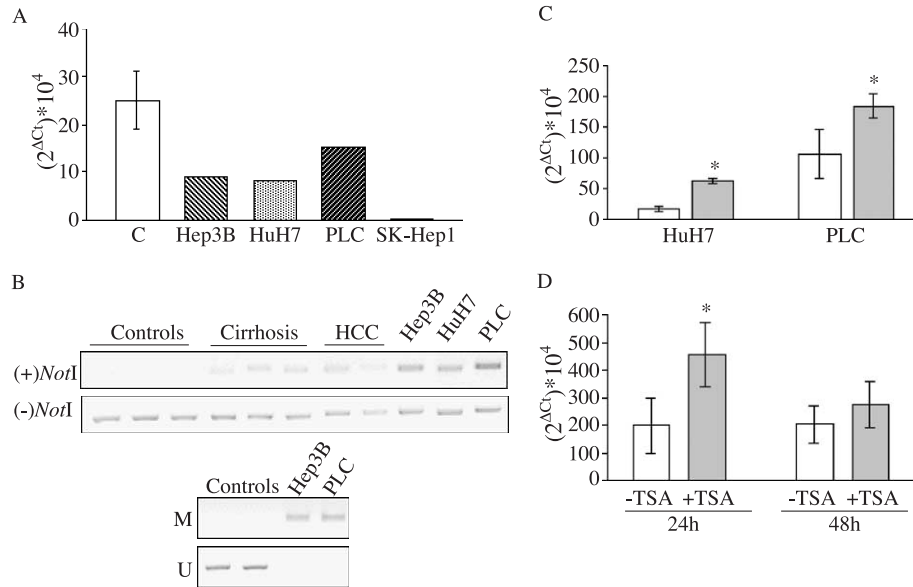 A
(2^ΔCt)*10^4
40
30
20
10
0
C Hep3B HuH7 PLC SK-Hep1
B
Controls Cirrhosis HCC Hep3B HuH7 PLC
(+)NotI
(-)NotI
Controls Hep3B PLC
M
U
C
(2^ΔCt)*10^4
250
200
150
100
50
0
* *
HuH7 PLC
D
(2^ΔCt)*10^4
600
500
400
300
200
100
0
*
-TSA +TSA -TSA +TSA
24h 48h